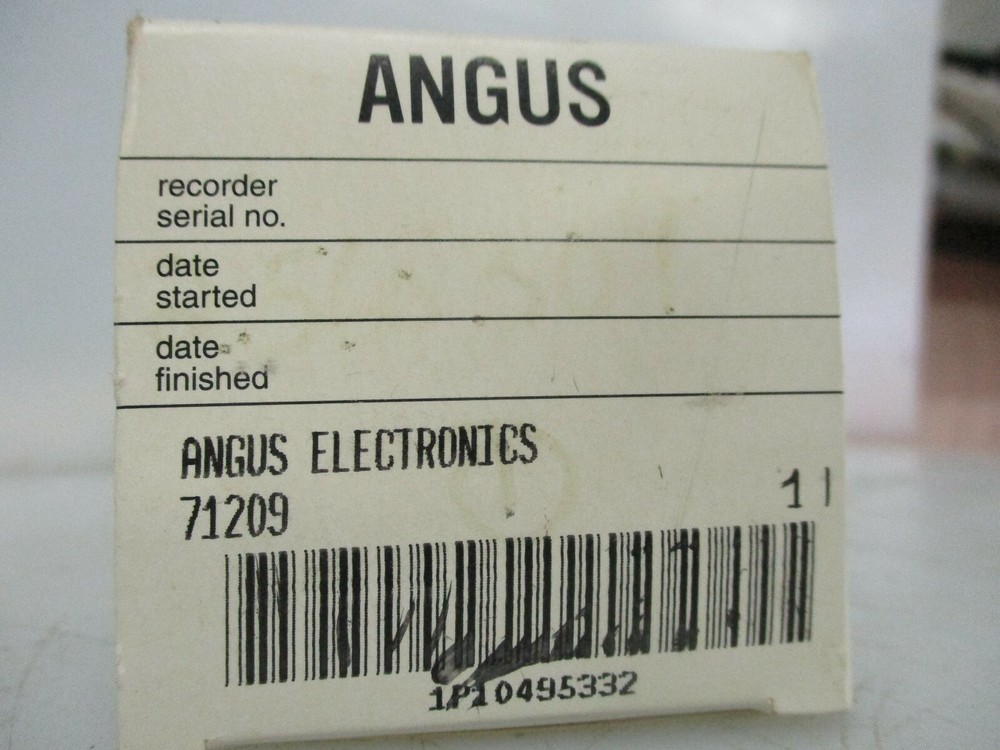 ANGUS
recorder
serial no.
date
started
date
finished
ANGUS ELECTRONICS
71209
1
1P10495332